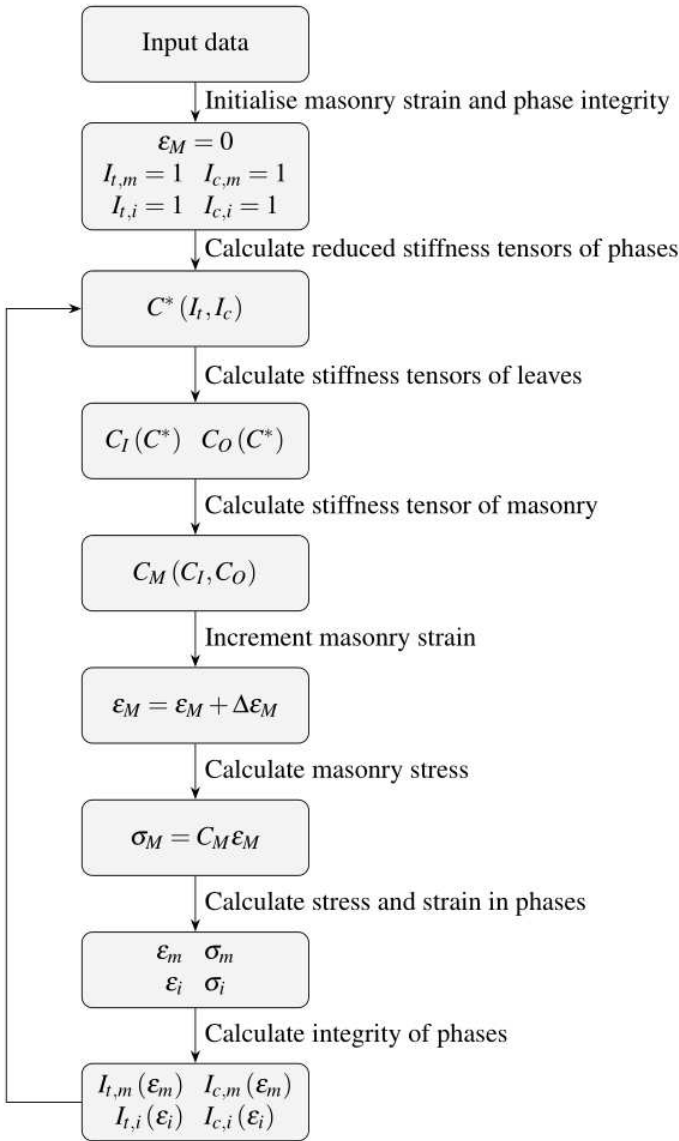 Input data
Initialise masonry strain and phase integrity
ε_M = 0
I_{t,m} = 1 I_{c,m} = 1
I_{t,i} = 1 I_{c,i} = 1
Calculate reduced stiffness tensors of phases
C* (I_t, I_c)
Calculate stiffness tensors of leaves
C_I (C*) C_O (C*)
Calculate stiffness tensor of masonry
C_M (C_I, C_O)
Increment masonry strain
ε_M = ε_M + Δε_M
Calculate masonry stress
σ_M = C_M ε_M
Calculate stress and strain in phases
ε_m σ_m
ε_i σ_i
Calculate integrity of phases
I_{t,m} (ε_m) I_{c,m} (ε_m)
I_{t,i} (ε_i) I_{c,i} (ε_i)